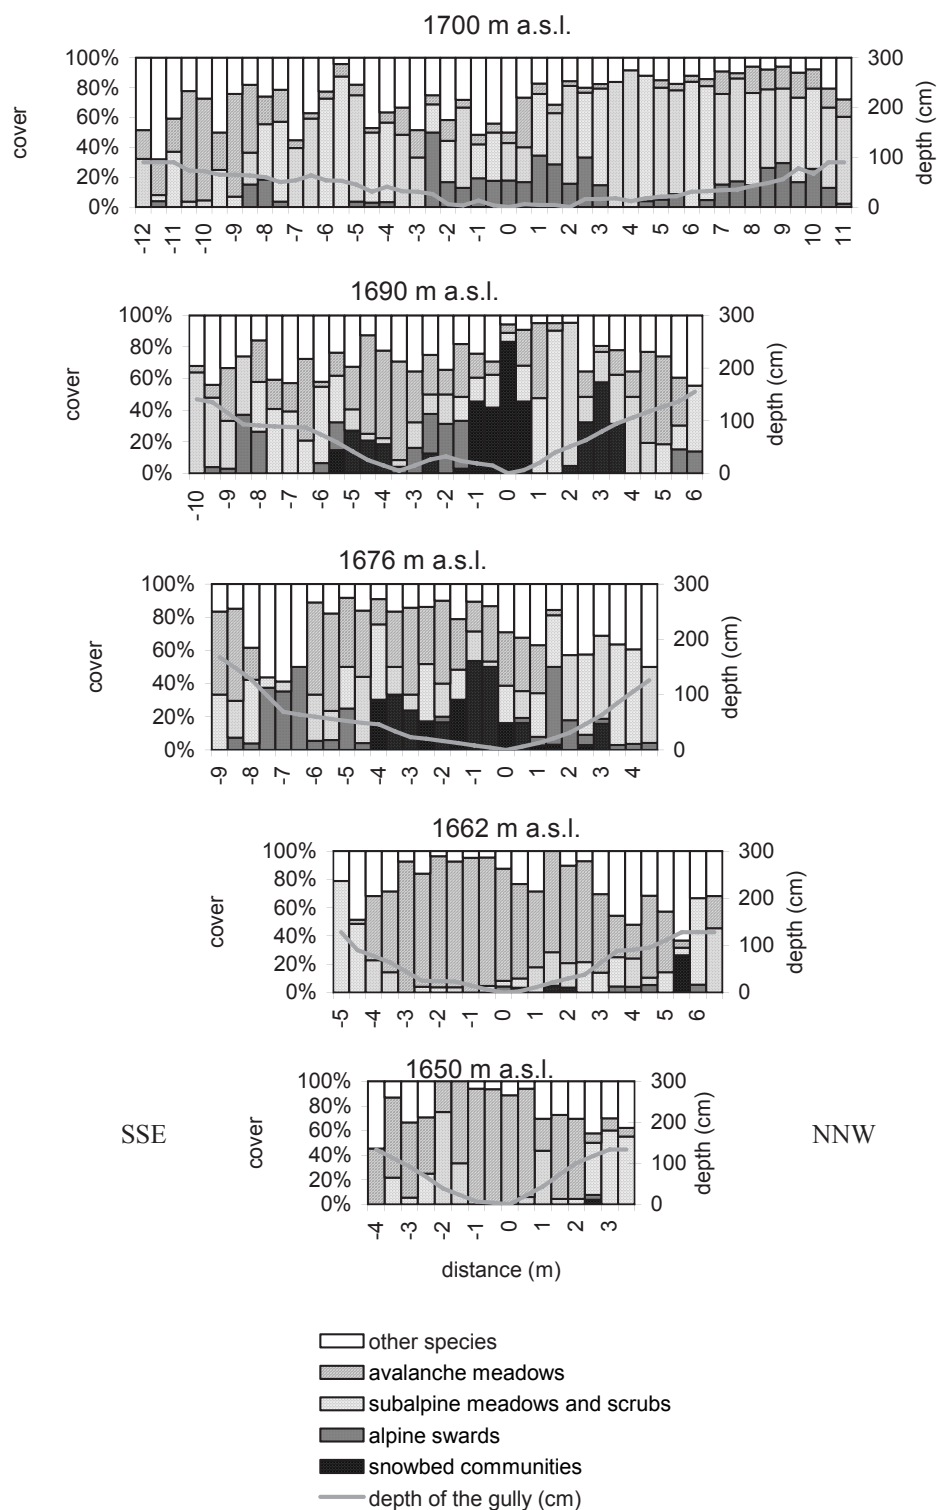 1700 m a.s.l.
cover
100%
80%
60%
40%
20%
0%
300
200
100
0
depth (cm)
-12 -11 -10 -9 -8 -7 -6 -5 -4 -3 -2 -1 0 1 2 3 4 5 6 7 8 9 10 11
1690 m a.s.l.
cover
100%
80%
60%
40%
20%
0%
300
200
100
0
depth (cm)
-10 -9 -8 -7 -6 -5 -4 -3 -2 -1 0 1 2 3 4 5 6
1676 m a.s.l.
cover
100%
80%
60%
40%
20%
0%
300
200
100
0
depth (cm)
-9 -8 -7 -6 -5 -4 -3 -2 -1 0 1 2 3 4
1662 m a.s.l.
cover
100%
80%
60%
40%
20%
0%
300
200
100
0
depth (cm)
-5 -4 -3 -2 -1 0 1 2 3 4 5 6
1650 m a.s.l.
SSE
cover
100%
80%
60%
40%
20%
0%
300
200
100
0
depth (cm)
NNW
-4 -3 -2 -1 0 1 2 3
distance (m)
other species
avalanche meadows
subalpine meadows and scrubs
alpine swards
snowbed communities
depth of the gully (cm)